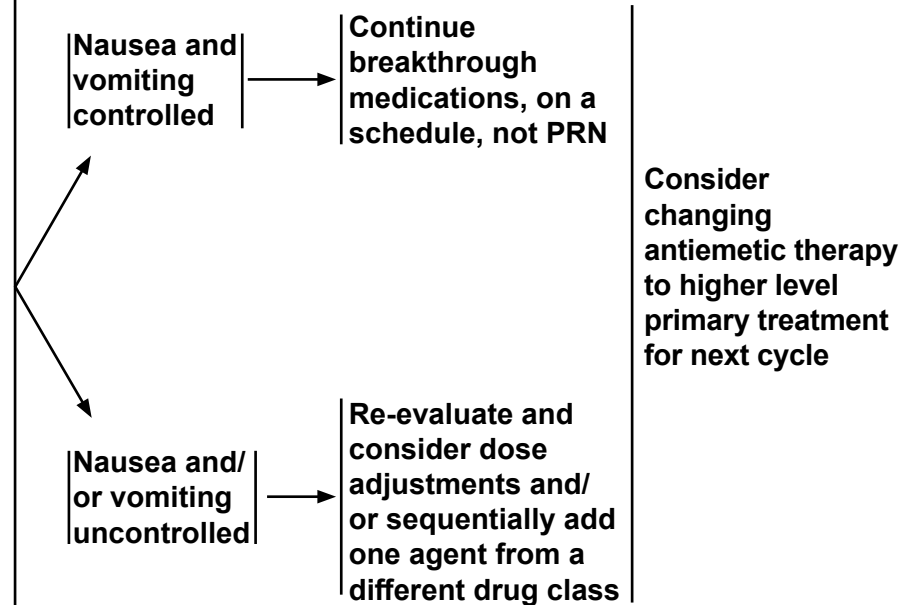 Nausea and
vomiting
controlled
Continue
breakthrough
medications, on a
schedule, not PRN
Nausea and/
or vomiting
uncontrolled
Re-evaluate and
consider dose
adjustments and/
or sequentially add
one agent from a
different drug class
Consider
changing
antiemetic therapy
to higher level
primary treatment
for next cycle